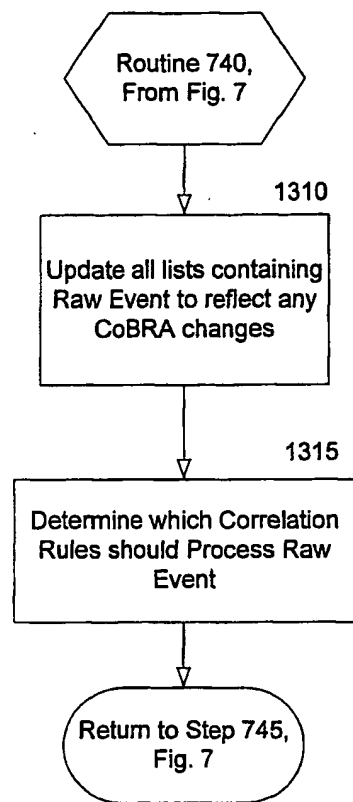 Routine 740,
From Fig. 7
1310
Update all lists containing
Raw Event to reflect any
CoBRA changes
1315
Determine which Correlation
Rules should Process Raw
Event
Return to Step 745,
Fig. 7